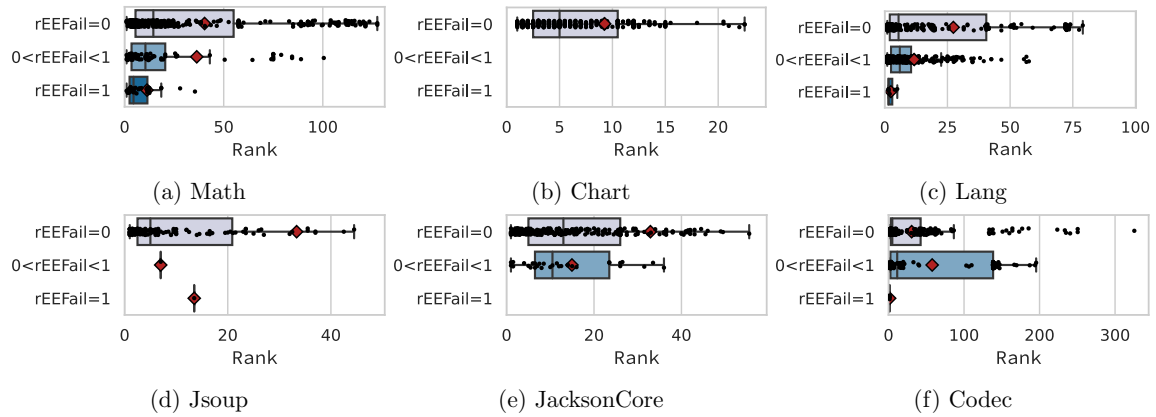 rEEFail=0
0<rEEFail<1
rEEFail=1
0 50 100
Rank
(a) Math
rEEFail=0
0<rEEFail<1
rEEFail=1
0 5 10 15 20
Rank
(b) Chart
rEEFail=0
0<rEEFail<1
rEEFail=1
0 25 50 75 100
Rank
(c) Lang
rEEFail=0
0<rEEFail<1
rEEFail=1
0 20 40
Rank
(d) Jsoup
rEEFail=0
0<rEEFail<1
rEEFail=1
0 20 40
Rank
(e) JacksonCore
rEEFail=0
0<rEEFail<1
rEEFail=1
0 100 200 300
Rank
(f) Codec